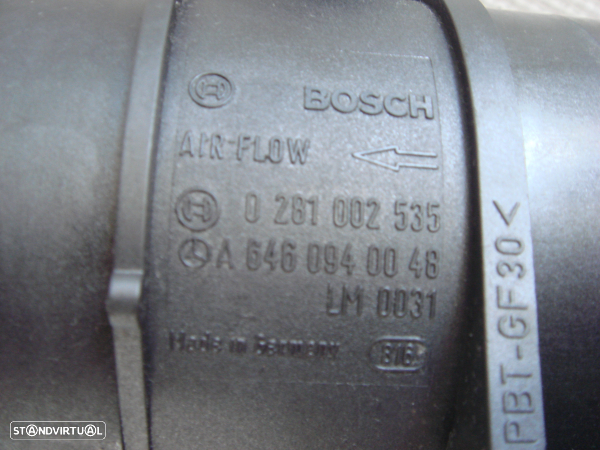 BOSCH
AIR-FLOW
0 281 002 535
A 646 094 00 48
LM 0031
Made in Germany
816
PBT-GF30<
STANDVIRTUAL